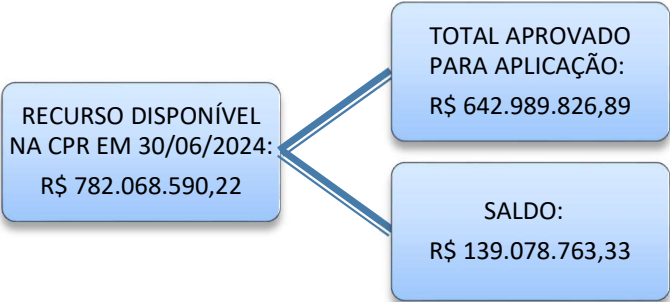 RECURSO DISPONÍVEL
NA CPR EM 30/06/2024:
R$ 782.068.590,22
TOTAL APROVADO
PARA APLICAÇÃO:
R$ 642.989.826,89
SALDO:
R$ 139.078.763,33